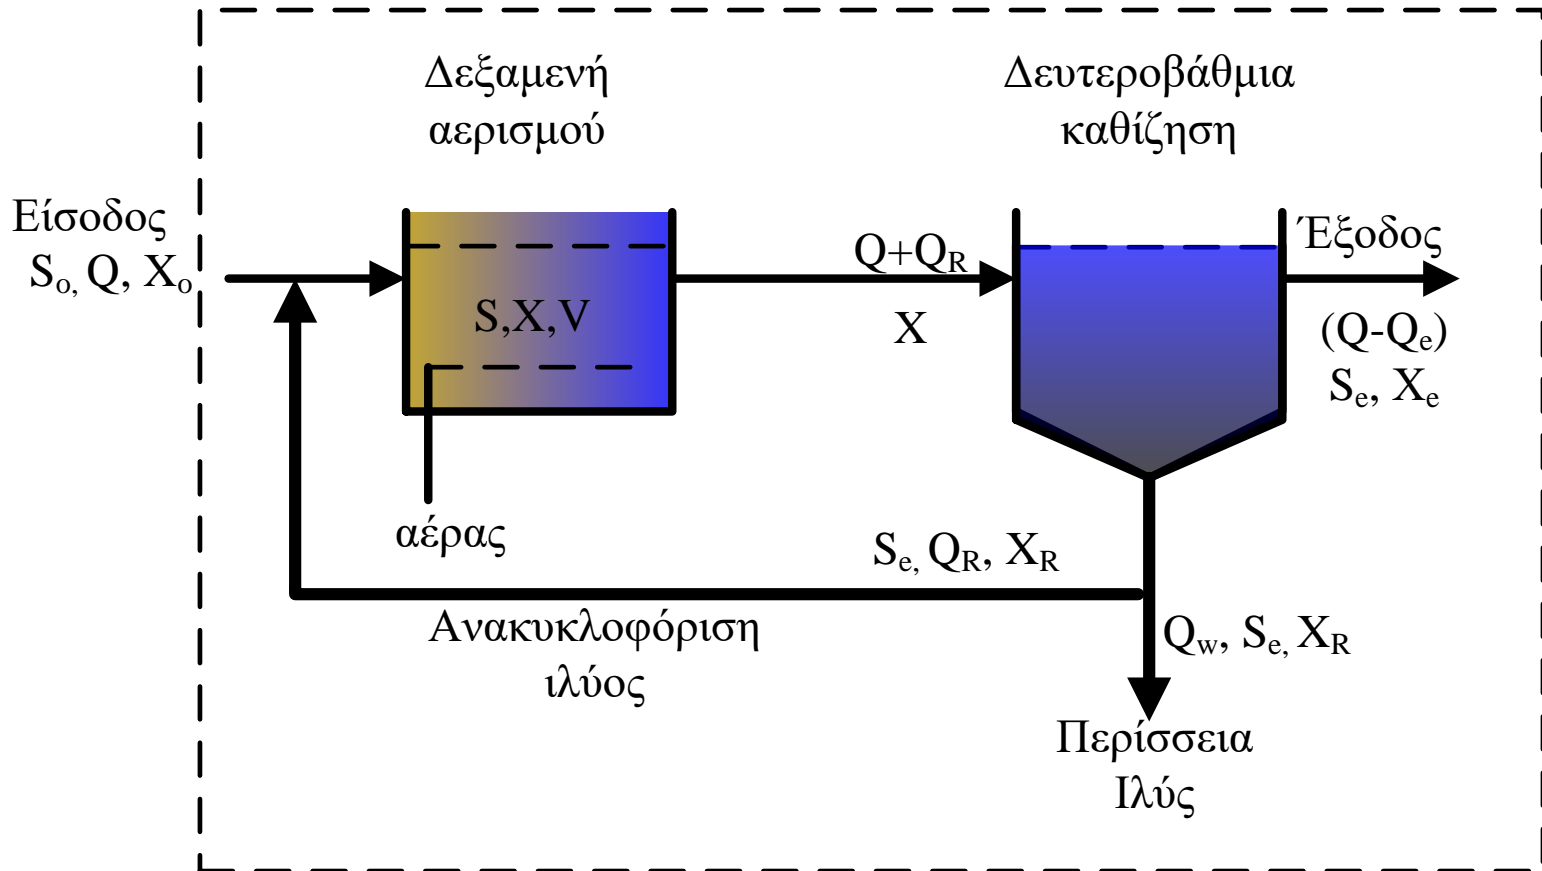 Δεξαμενή
αερισμού
Δευτεροβάθμια
καθίζηση
Είσοδος
So, Q, Xo
S,X,V
Q+QR
X
Έξοδος
(Q-Qe)
Se, Xe
αέρας
Se, QR, XR
Ανακυκλοφόριση
ιλύος
Qw, Se, XR
Περίσσεια
Ιλύς